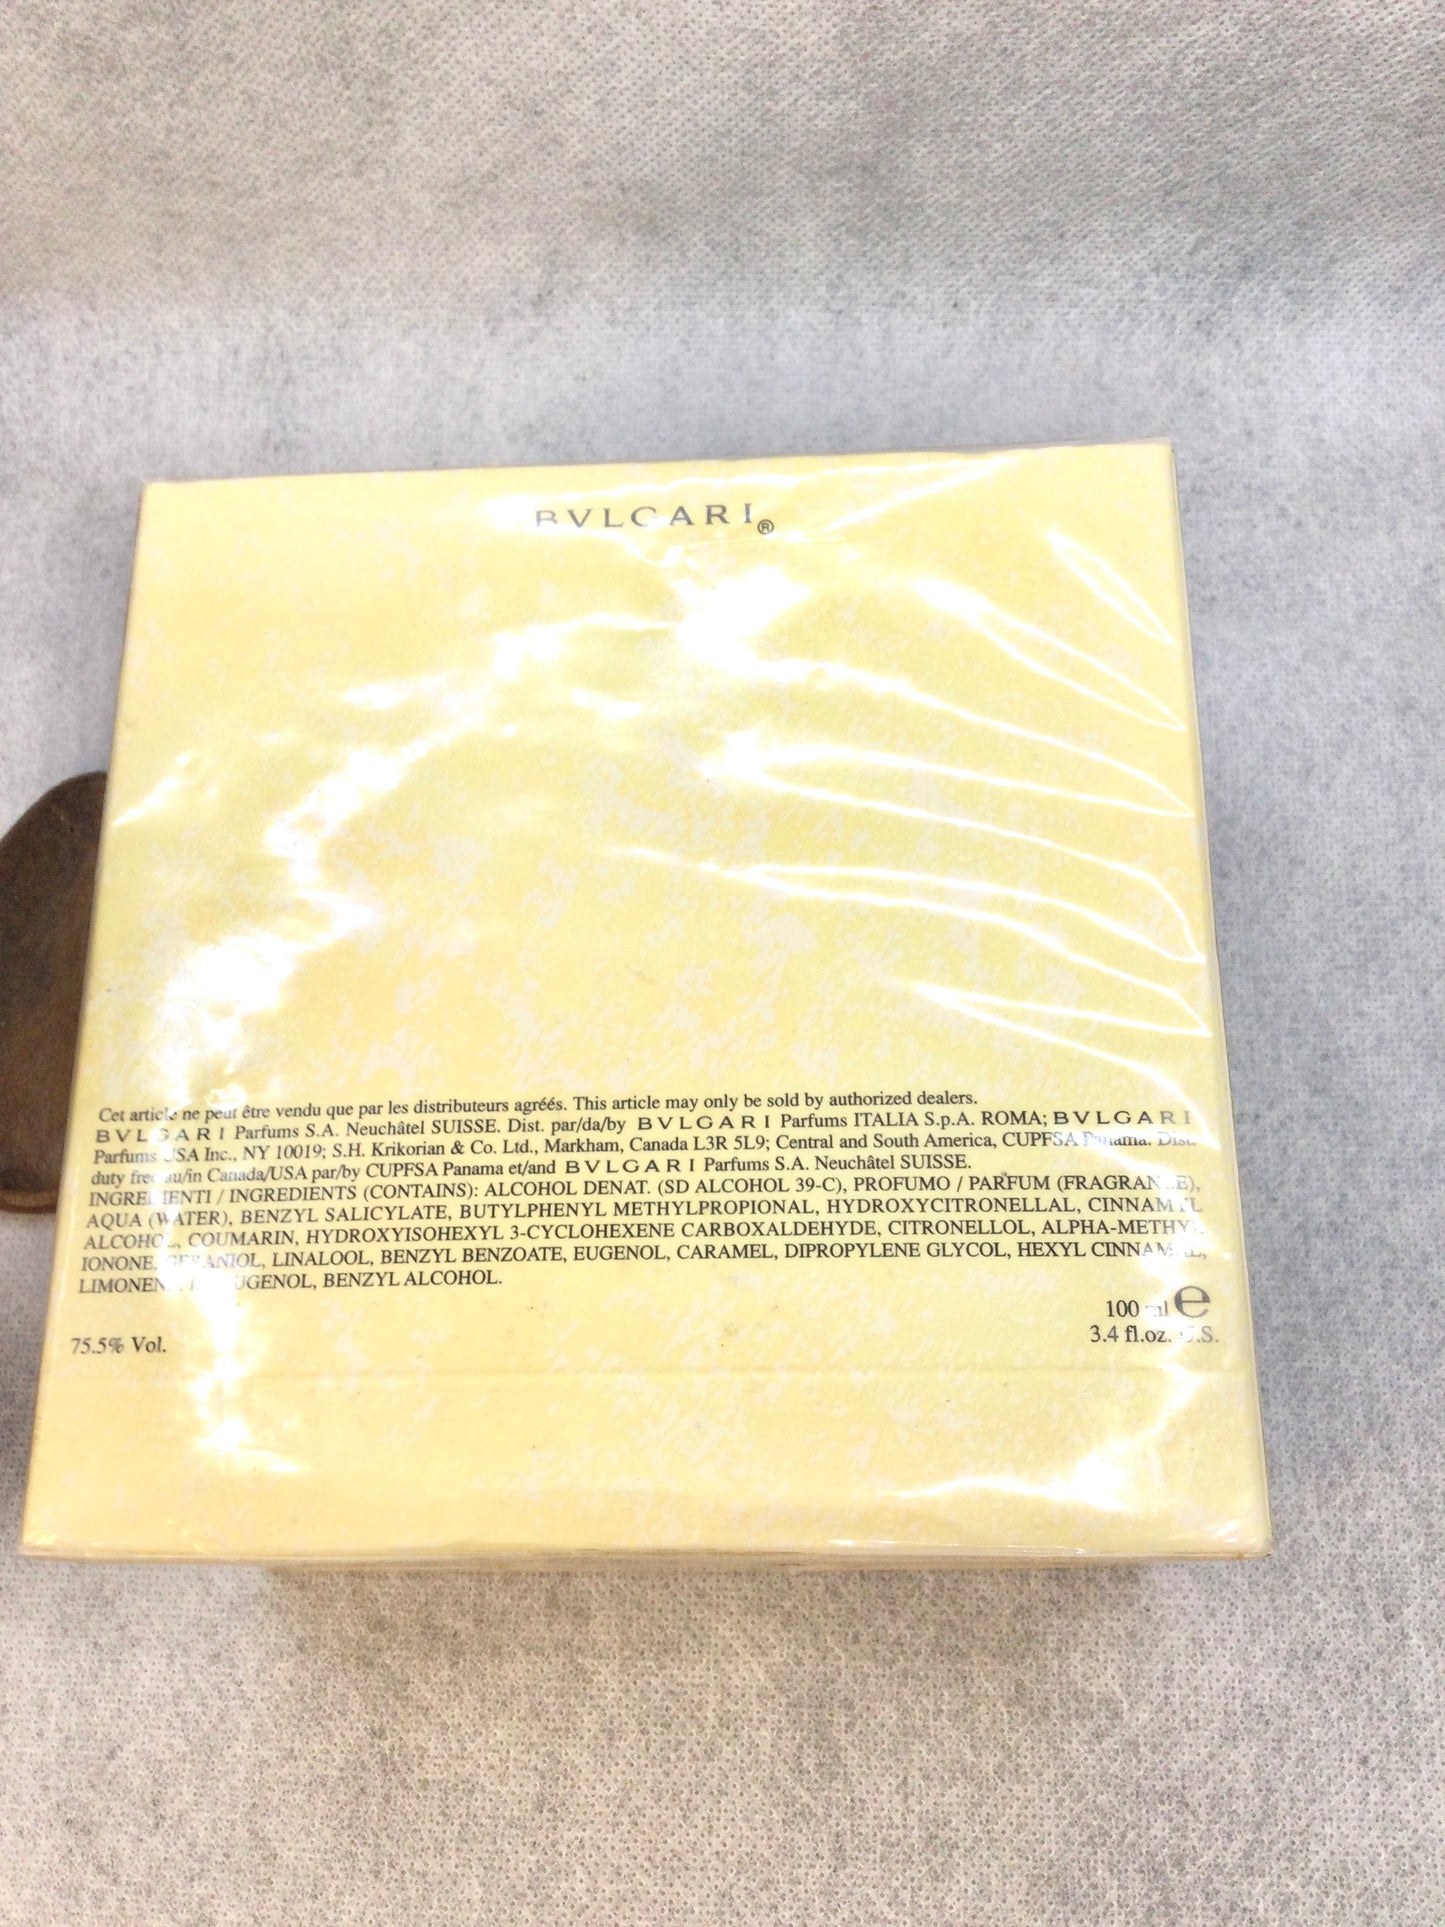 BVLGARI®
Cet article ne peut être vendu que par les distributeurs agréés. This article may only be sold by authorized dealers.
BVLGARI Parfums S.A. Neuchâtel SUISSE. Dist. par/da/by BVLGARI Parfums ITALIA S.p.A. ROMA; BVLGARI
Parfums USA Inc., NY 10019; S.H. Krikorian & Co. Ltd., Markham, Canada L3R 5L9; Central and South America, CUPFSA Panama. Dist.
duty free au/in Canada/USA par/by CUPFSA Panama et/and BVLGARI Parfums S.A. Neuchâtel SUISSE.
INGREDIENTI / INGREDIENTS (CONTAINS): ALCOHOL DENAT. (SD ALCOHOL 39-C), PROFUMO / PARFUM (FRAGRANCE),
AQUA (WATER), BENZYL SALICYLATE, BUTYLPHENYL METHYLPROPIONAL, HYDROXYCITRONELLAL, CINNAMYL
ALCOHOL, COUMARIN, HYDROXYISOHEXYL 3-CYCLOHEXENE CARBOXALDEHYDE, CITRONELLOL, ALPHA-METHYL
IONONE, GERANIOL, LINALOOL, BENZYL BENZOATE, EUGENOL, CARAMEL, DIPROPYLENE GLYCOL, HEXYL CINNAMAL,
LIMONENE, BENZYL ALCOHOL.
100 ml e
75.5% Vol.
3.4 fl.oz. U.S.